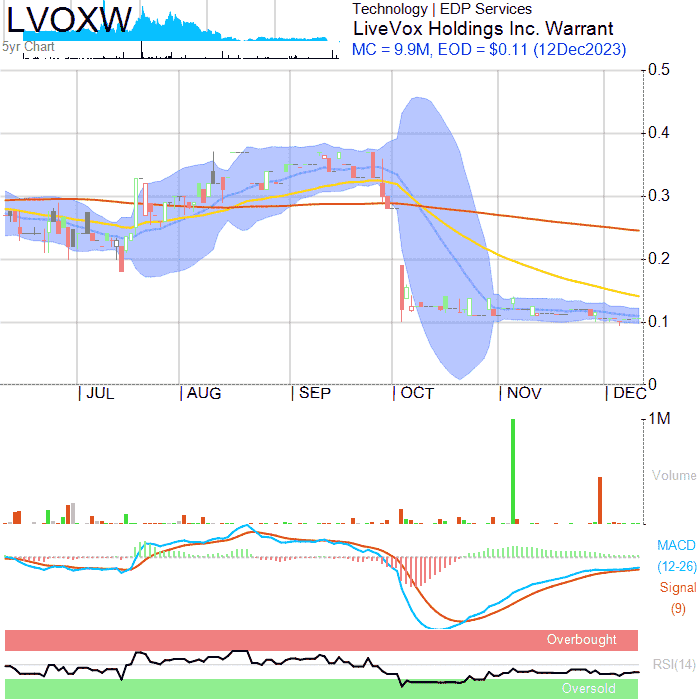 LVOXW
5yr Chart
Technology | EDP Services
LiveVox Holdings Inc. Warrant
MC = 9.9M, EOD = $0.11 (12Dec2023)
0.5
0.4
0.3
0.2
0.1
0
| JUL | AUG | SEP | OCT | NOV | DEC
1M
Volume
MACD
(12-26)
Signal
(9)
Overbought
RSI(14)
Oversold